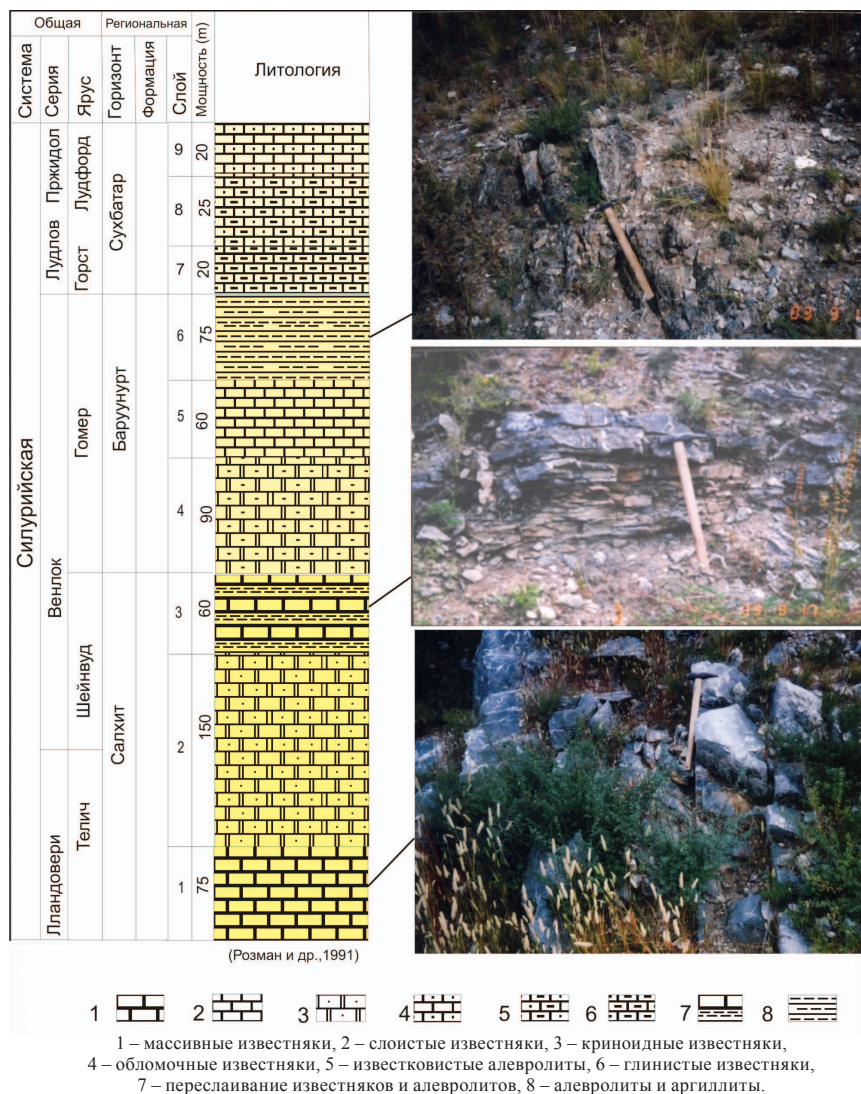 Общая Региональная
Система
Серия
Ярус
Горизонт
Формация
Слой
Мощность (m)
Литология
Силурийская
Пржидол
Лудлов
Венлок
Лландовери
Лудфорд
Горст
Гомер
Шейнвуд
Телич
Сухбатар
Баруунурт
Салхит
9 20
8 25
7 20
6 75
5 60
4 90
3 60
2 150
1 75
(Розман и др.,1991)
1 2 3 4 5 6 7 8
1 – массивные известняки, 2 – слоистые известняки, 3 – криноидные известняки,
4 – обломочные известняки, 5 – известковистые алевролиты, 6 – глинистые известняки,
7 – переслаивание известняков и алевролитов, 8 – алевролиты и аргиллиты.